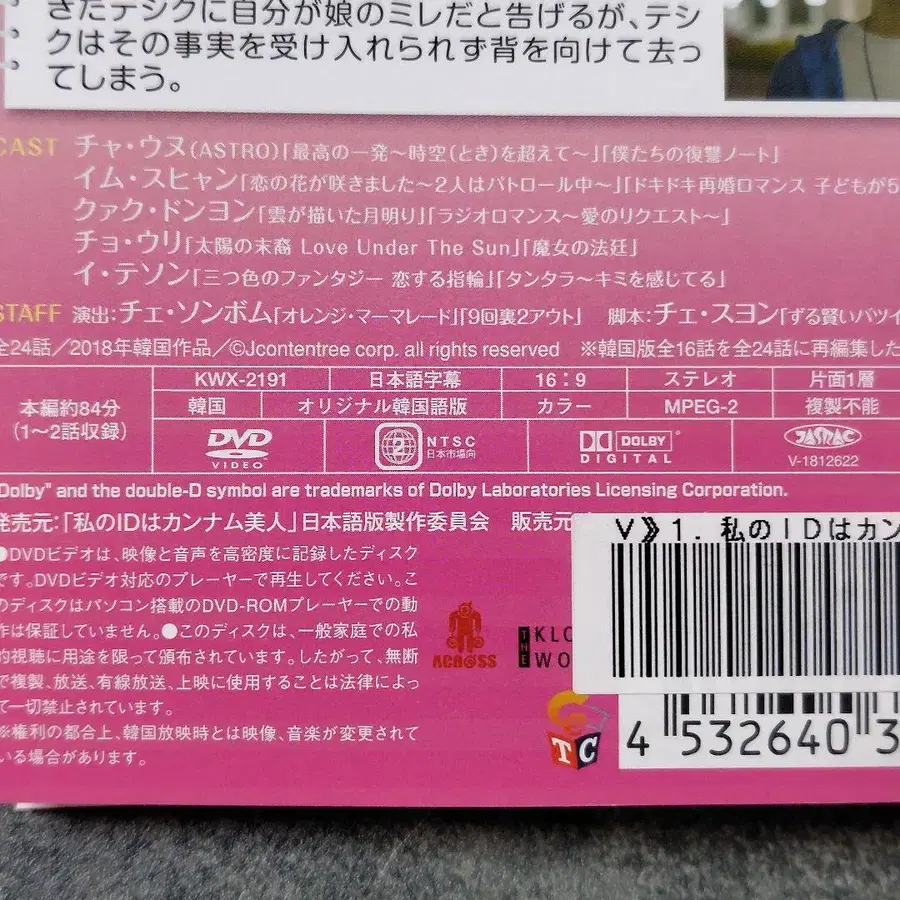 きたテシクに自分が娘のミレだと告げるが、テシ
クはその事実を受け入れられず背を向けて去っ
てしまう。
CAST チャ・ウヌ(ASTRO)「最高の一発〜時空(とき)を超えて〜」「僕たちの復讐ノート」
イム・スヒャン「恋の花が咲きました〜2人はパトロール中〜」「ドキドキ再婚ロマンス 子どもが5
クァク・ドンヨン「雲が描いた月明り」「ラジオロマンス〜愛のリクエスト〜」
チョ・ウリ「太陽の末裔 Love Under The Sun」「魔女の法廷」
イ・テソン「三つ色のファンタジー 恋する指輪」「タンタラ〜キミを感じてる」
STAFF 演出:チェ・ソンボム「オレンジ・マーマレード」「9回裏2アウト」 脚本:チェ・スヨン「ずる賢いバツイ
全24話/2018年韓国作品/©Jcontentree corp. all rights reserved ※韓国版全16話を全24話に再編集した
本編約84分
(1〜2話収録)
KWX-2191 日本語字幕 16:9 ステレオ 片面1層
韓国 オリジナル韓国語版 カラー MPEG-2 複製不能
DVD VIDEO 2 NTSC 日本市場向 DOLBY DIGITAL JASRAC V-1812622
Dolby" and the double-D symbol are trademarks of Dolby Laboratories Licensing Corporation.
発売元:「私のIDはカンナム美人」日本語版製作委員会 販売元
●DVDビデオは、映像と音声を高密度に記録したディスク
です。DVDビデオ対応のプレーヤーで再生してください。こ
のディスクはパソコン搭載のDVD-ROMプレーヤーでの動
作は保証していません。●このディスクは、一般家庭での私
的視聴に用途を限って頒布されています。したがって、無断
で複製、放送、有線放送、上映に使用することは法律によっ
て一切禁止されています。
※権利の都合上、韓国放映時とは映像、音楽が変更されて
いる場合があります。
ACROSS
THE KLO
WO
TC
V》1. 私のIDはカン
4 532640 3